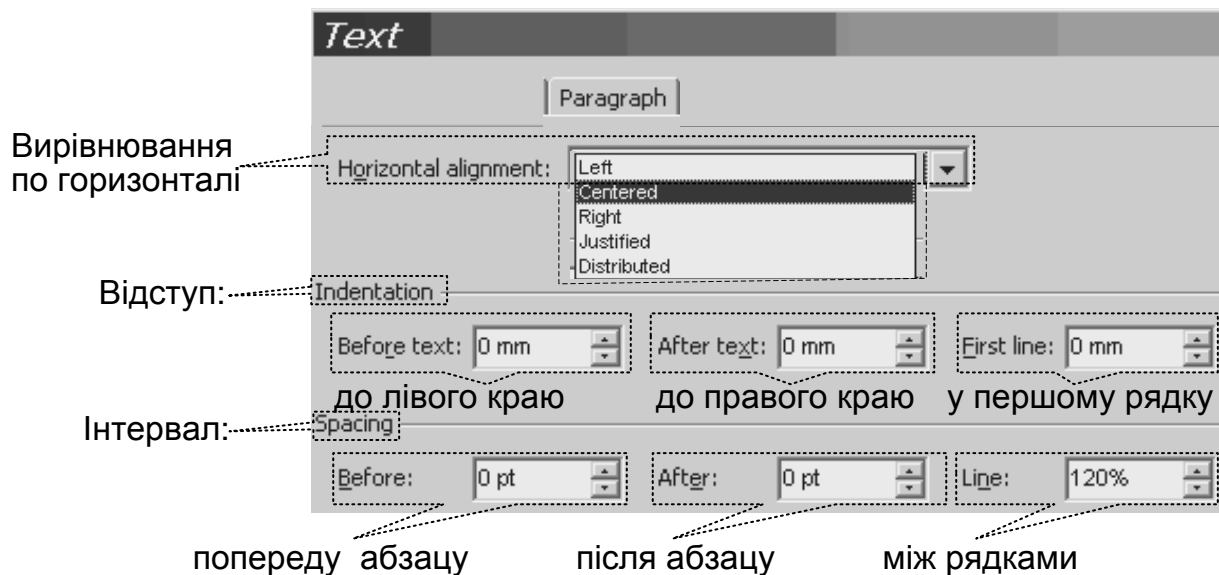 Text
Paragraph
Вирівнювання
по горизонталі
Horizontal alignment: Left
Centered
Right
Justified
Distributed
Відступ: Indentation
Before text: 0 mm After text: 0 mm First line: 0 mm
до лівого краю до правого краю у першому рядку
Інтервал: Spacing
Before: 0 pt After: 0 pt Line: 120%
попереду абзацу після абзацу між рядками